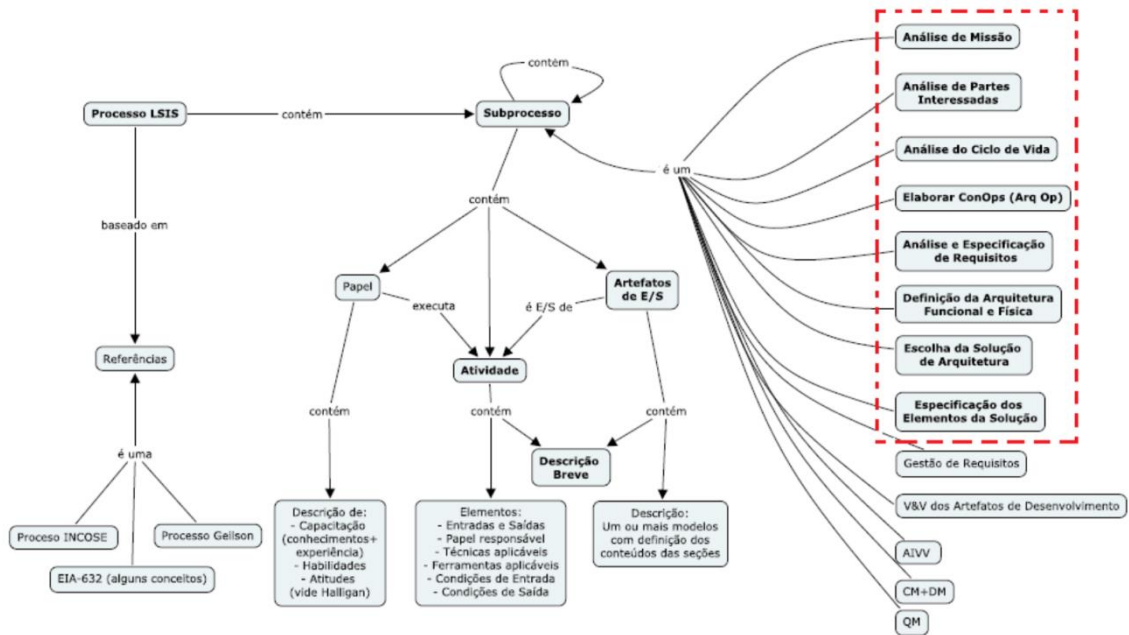 Análise de Missão
contém
Análise de Partes
Interessadas
Processo LSIS
contém
Subprocesso
Análise do Ciclo de Vida
é um
contém
Elaborar ConOps (Arq Op)
baseado em
Análise e Especificação
de Requisitos
Papel
Artefatos
de E/S
Definição da Arquitetura
Funcional e Física
executa
é E/S de
Referências
Atividade
Escolha da Solução
de Arquitetura
contém
contém
contém
Especificação dos
Elementos da Solução
é uma
Descrição
Breve
Gestão de Requisitos
Proceso INCOSE
Processo Gelison
EIA-632 (alguns conceitos)
Descrição de:
- Capacitação
(conhecimentos+
experiência)
- Habilidades
- Atitudes
(vide Halligan)
Elementos:
- Entradas e Saídas
- Papel responsável
- Técnicas aplicáveis
- Ferramentas aplicáveis
- Condições de Entrada
- Condições de Saída
Descrição:
Um ou mais modelos
com definição dos
conteúdos das seções
V&V dos Artefatos de Desenvolvimento
AIVV
CM+DM
QM